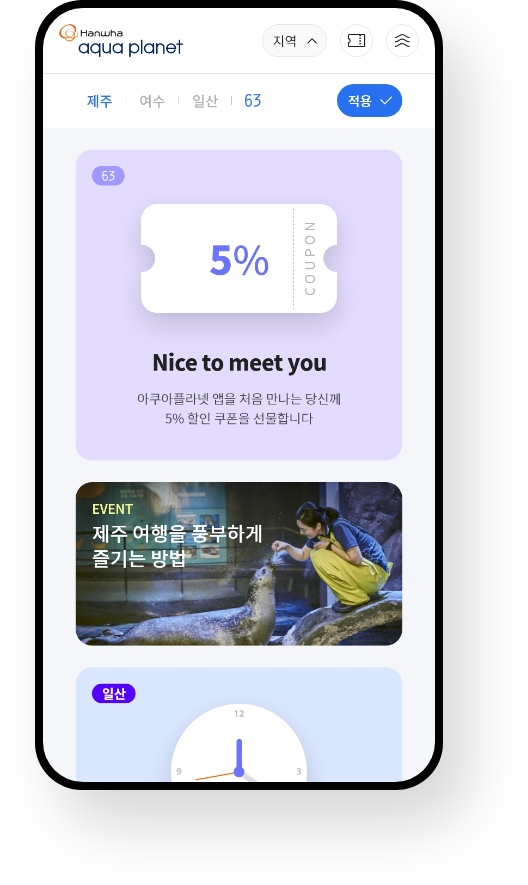 Hanwha
aqua planet
지역
제주 여수 일산 63
적용
63
5%
COUPON
Nice to meet you
아쿠아플라넷 앱을 처음 만나는 당신께
5% 할인 쿠폰을 선물합니다
EVENT
제주 여행을 풍부하게
즐기는 방법
일산
12
9 3